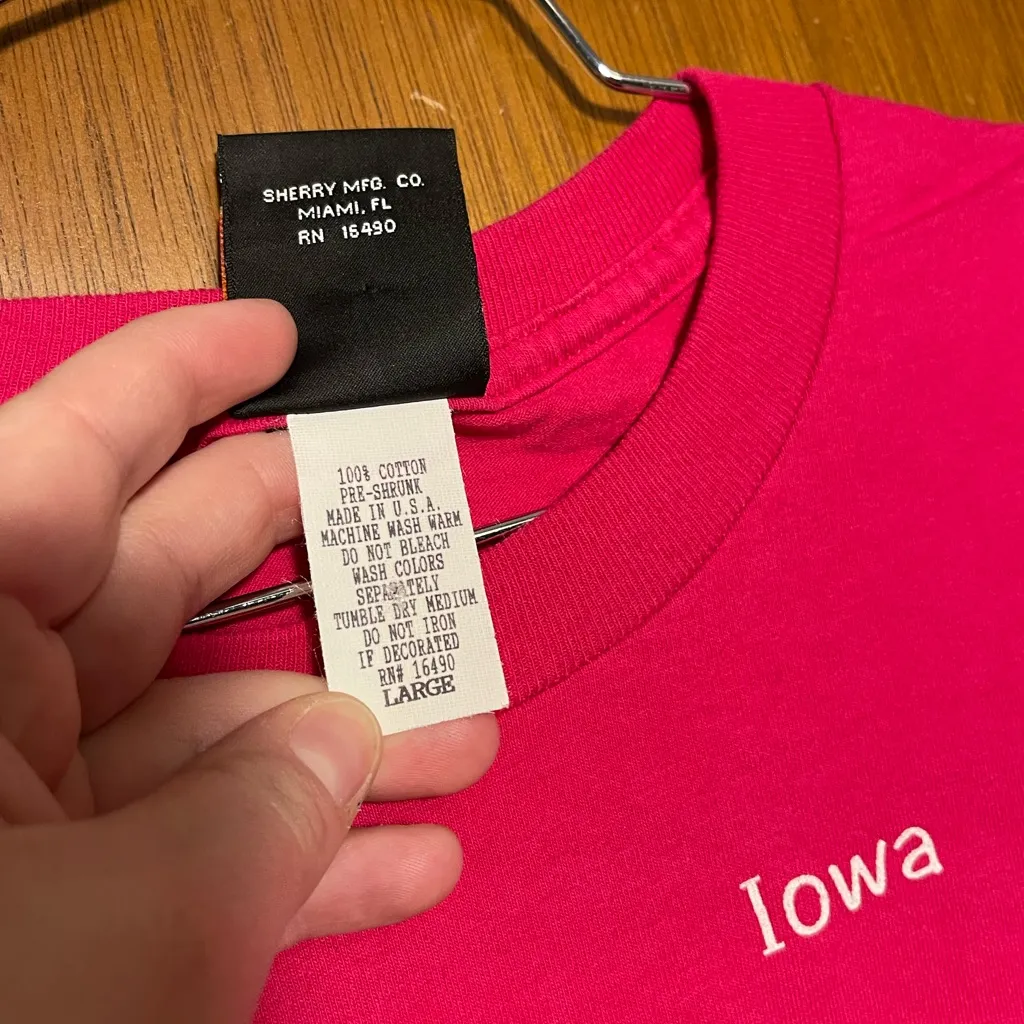 SHERRY MFG. CO.
MIAMI, FL
RN 16490
100% COTTON
PRE-SHRUNK
MADE IN U.S.A.
MACHINE WASH WARM
DO NOT BLEACH
WASH COLORS
SEPARATELY
TUMBLE DRY MEDIUM
DO NOT IRON
IF DECORATED
RN# 16490
LARGE
Iowa